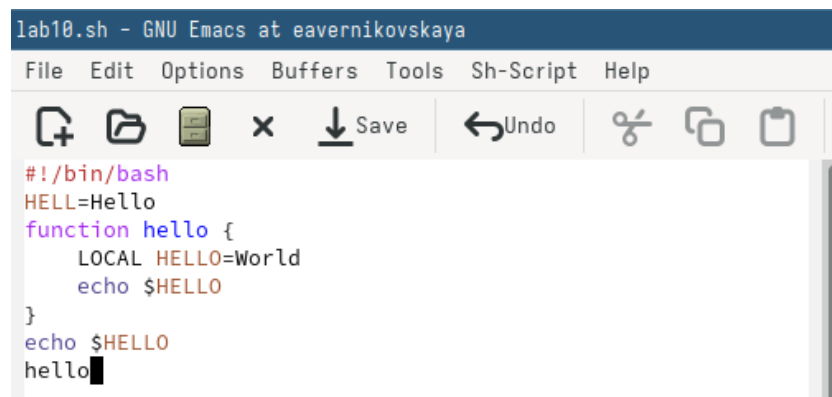 lab10.sh - GNU Emacs at eavernikovskaya
File Edit Options Buffers Tools Sh-Script Help
Save Undo
#!/bin/bash
HELL=Hello
function hello {
    LOCAL HELLO=World
    echo $HELLO
}
echo $HELLO
hello